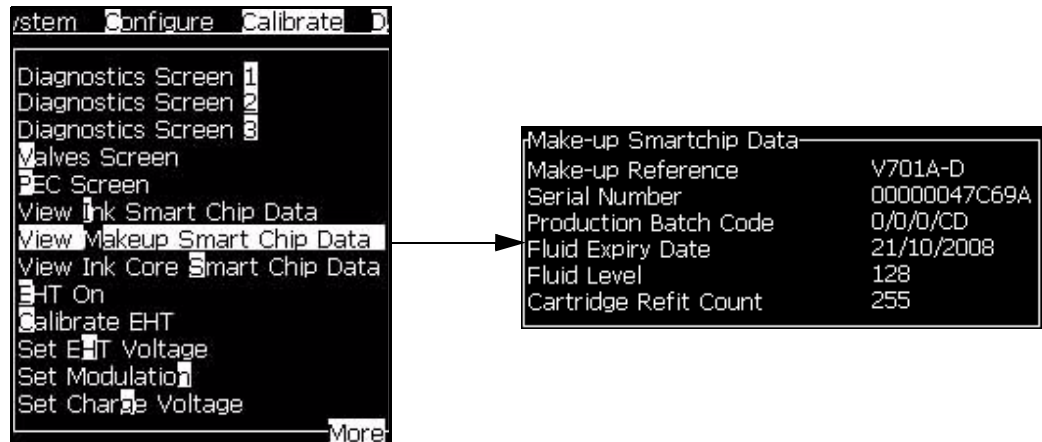 ystem Configure Calibrate D
Diagnostics Screen 1
Diagnostics Screen 2
Diagnostics Screen 3
Valves Screen
PEC Screen
View Ink Smart Chip Data
View Makeup Smart Chip Data
View Ink Core Smart Chip Data
EHT On
Calibrate EHT
Set EHT Voltage
Set Modulation
Set Charge Voltage
More
Make-up Smartchip Data
Make-up Reference V701A-D
Serial Number 00000047C69A
Production Batch Code 0/0/0/CD
Fluid Expiry Date 21/10/2008
Fluid Level 128
Cartridge Refit Count 255